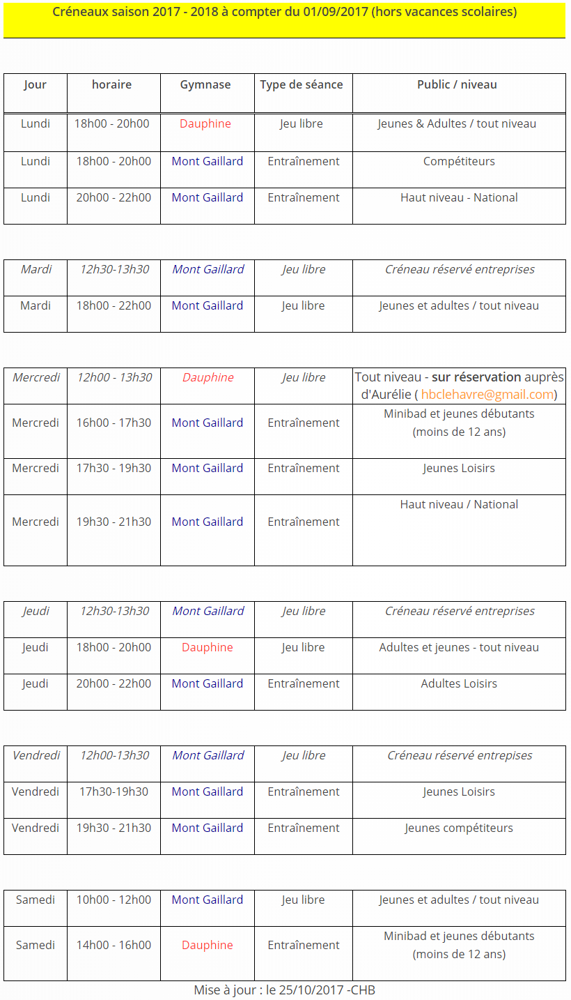 Créneaux saison 2017 - 2018 à compter du 01/09/2017 (hors vacances scolaires)
Jour horaire Gymnase Type de séance Public / niveau
Lundi 18h00 - 20h00 Dauphine Jeu libre Jeunes & Adultes / tout niveau
Lundi 18h00 - 20h00 Mont Gaillard Entraînement Compétiteurs
Lundi 20h00 - 22h00 Mont Gaillard Entraînement Haut niveau - National
Mardi 12h30-13h30 Mont Gaillard Jeu libre Créneau réservé entreprises
Mardi 18h00 - 22h00 Mont Gaillard Jeu libre Jeunes et adultes / tout niveau
Mercredi 12h00 - 13h30 Dauphine Jeu libre Tout niveau - sur réservation auprès
d'Aurélie ( hbclehavre@gmail.com)
Mercredi 16h00 - 17h30 Mont Gaillard Entraînement Minibad et jeunes débutants
(moins de 12 ans)
Mercredi 17h30 - 19h30 Mont Gaillard Entraînement Jeunes Loisirs
Mercredi 19h30 - 21h30 Mont Gaillard Entraînement Haut niveau / National
Jeudi 12h30-13h30 Mont Gaillard Jeu libre Créneau réservé entreprises
Jeudi 18h00 - 20h00 Dauphine Jeu libre Adultes et jeunes - tout niveau
Jeudi 20h00 - 22h00 Mont Gaillard Entraînement Adultes Loisirs
Vendredi 12h00-13h30 Mont Gaillard Jeu libre Créneau réservé entrepises
Vendredi 17h30-19h30 Mont Gaillard Entraînement Jeunes Loisirs
Vendredi 19h30 - 21h30 Mont Gaillard Entraînement Jeunes compétiteurs
Samedi 10h00 - 12h00 Mont Gaillard Jeu libre Jeunes et adultes / tout niveau
Samedi 14h00 - 16h00 Dauphine Entraînement Minibad et jeunes débutants
(moins de 12 ans)
Mise à jour : le 25/10/2017 -CHB